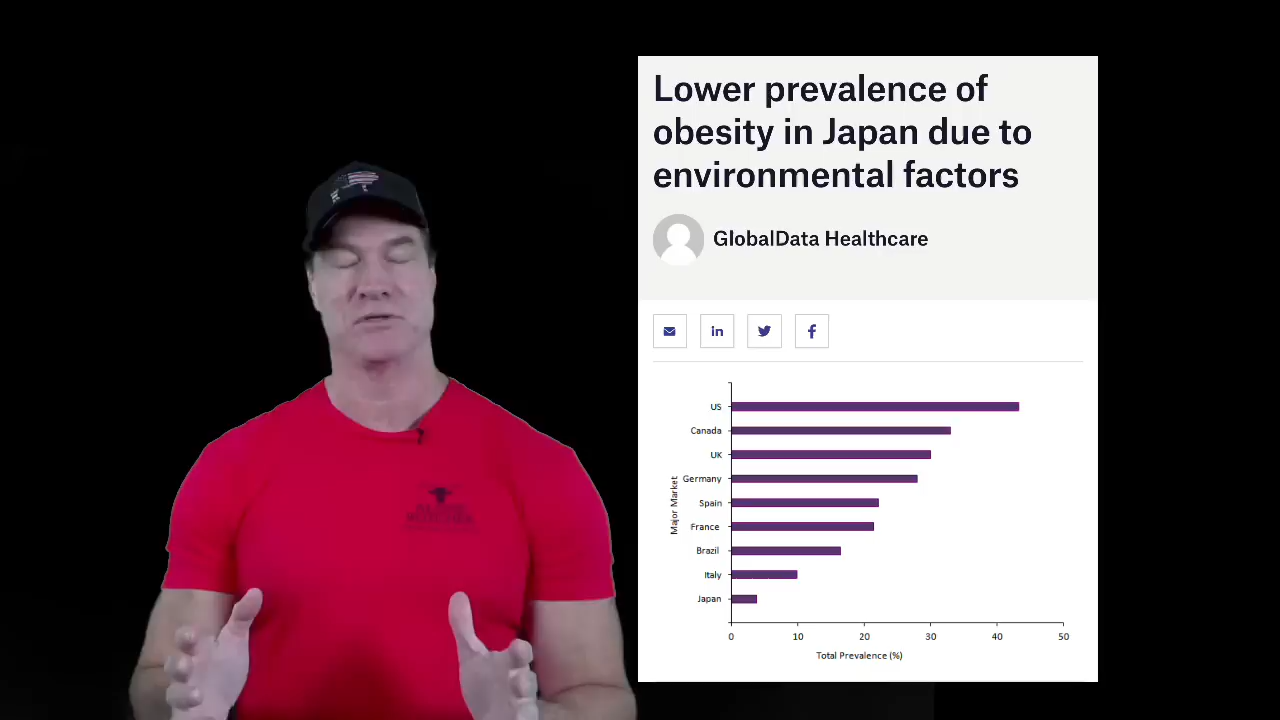 Lower prevalence of
obesity in Japan due to
environmental factors
GlobalData Healthcare
Major Market
US
Canada
UK
Germany
Spain
France
Brazil
Italy
Japan
0 10 20 30 40 50
Total Prevalence (%)